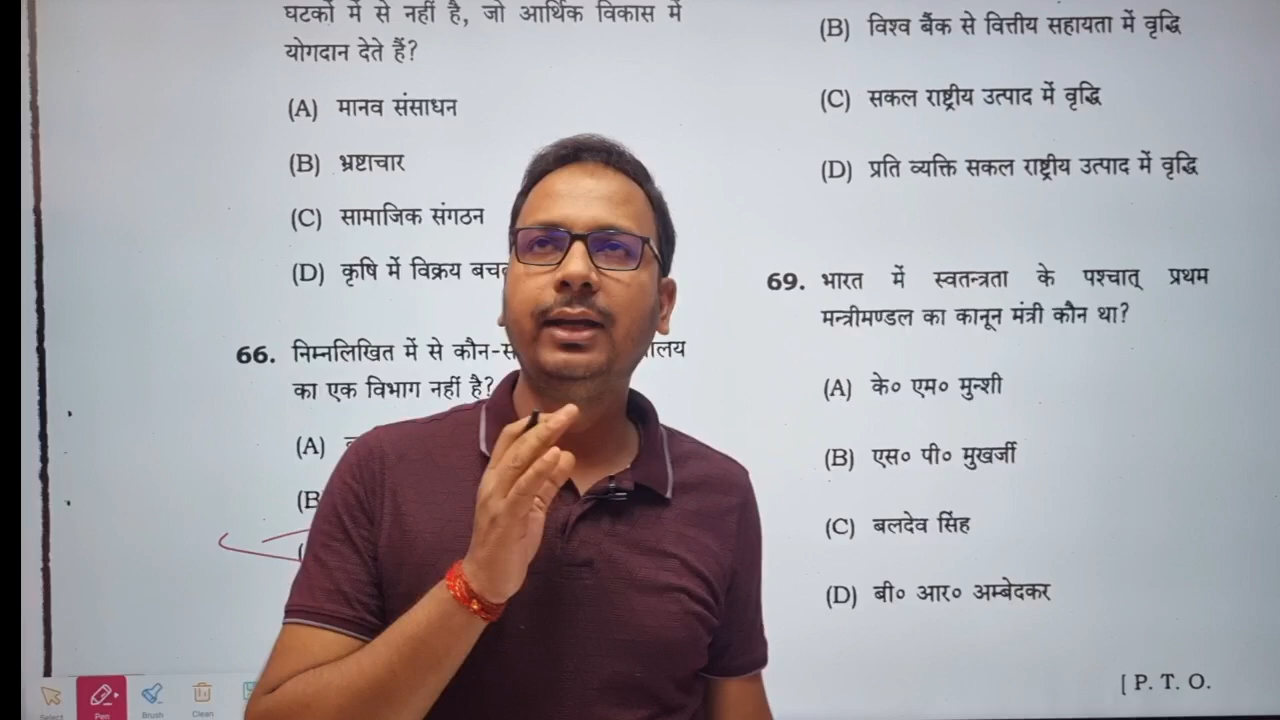 घटकों में से नहीं है, जो आर्थिक विकास में
योगदान देते हैं?
(A) मानव संसाधन
(B) भ्रष्टाचार
(C) सामाजिक संगठन
(D) कृषि में विक्रय
66. निम्नलिखित में से
का एक विभाग नहीं है?
(A)
(B
(B) विश्व बैंक से वित्तीय सहायता में वृद्धि
(C) सकल राष्ट्रीय उत्पाद में वृद्धि
(D) प्रति व्यक्ति सकल राष्ट्रीय उत्पाद में वृद्धि
69. भारत में स्वतन्त्रता के पश्चात् प्रथम
मन्त्रीमण्डल का कानून मंत्री कौन था?
(A) के० एम० मुन्शी
(B) एस० पी० मुखर्जी
(C) बलदेव सिंह
(D) बी० आर० अम्बेदकर
[ P. T. O.
Select Pen Brush Clean